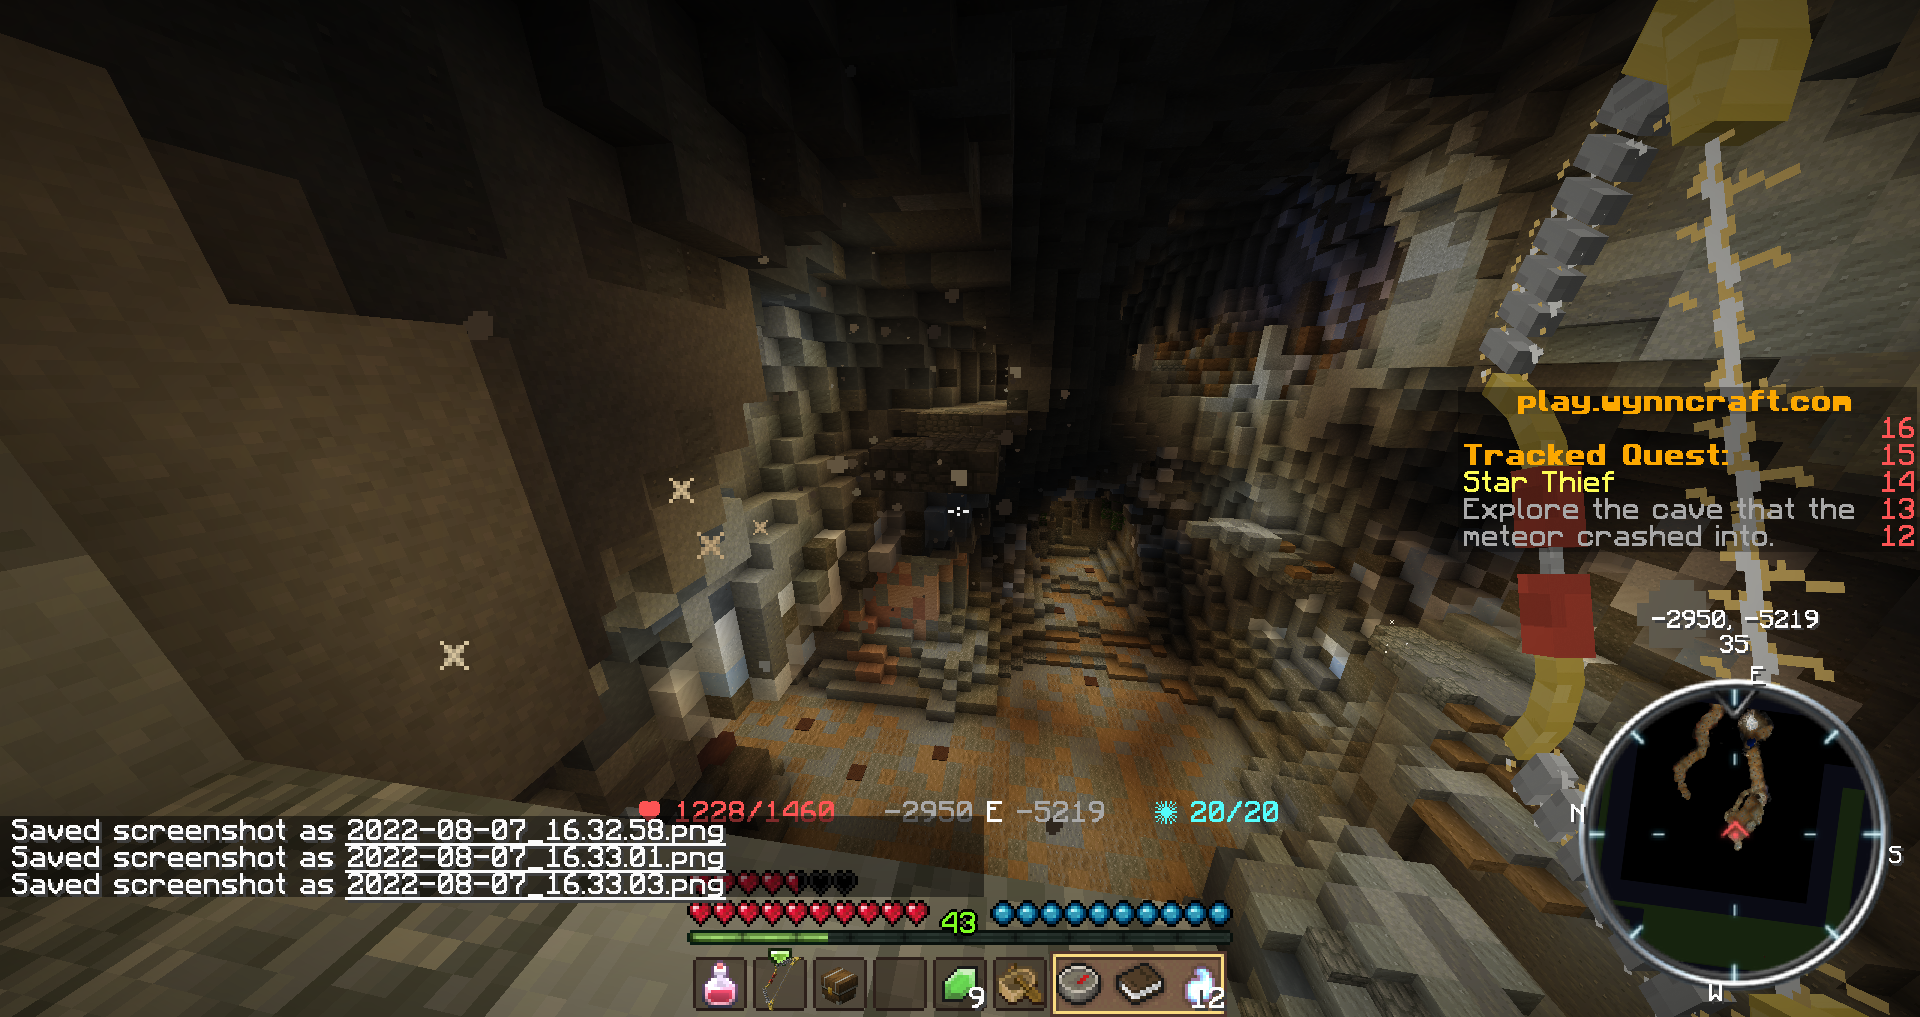 play.wynncraft.com
16
Tracked Quest: 15
Star Thief 14
Explore the cave that the 13
meteor crashed into. 12
-2950, -5219
35
E
N
S
W
1228/1460 -2950 E -5219 20/20
Saved screenshot as 2022-08-07_16.32.58.png
Saved screenshot as 2022-08-07_16.33.01.png
Saved screenshot as 2022-08-07_16.33.03.png
43
9
12